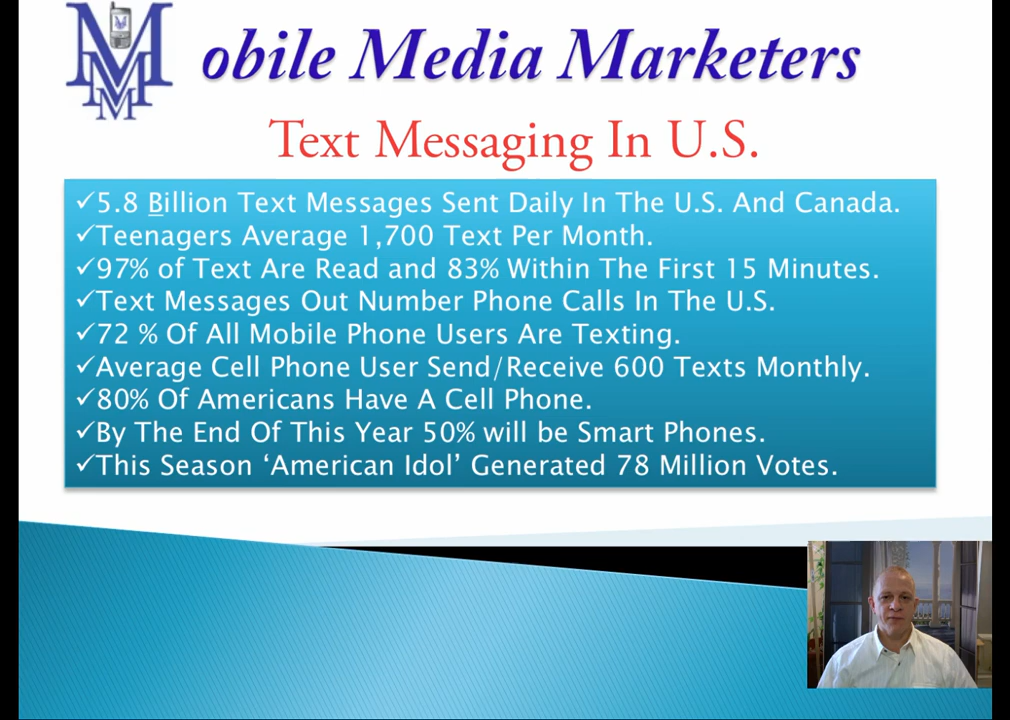 MMM
obile Media Marketers
Text Messaging In U.S.
✓5.8 Billion Text Messages Sent Daily In The U.S. And Canada.
✓Teenagers Average 1,700 Text Per Month.
✓97% of Text Are Read and 83% Within The First 15 Minutes.
✓Text Messages Out Number Phone Calls In The U.S.
✓72 % Of All Mobile Phone Users Are Texting.
✓Average Cell Phone User Send/Receive 600 Texts Monthly.
✓80% Of Americans Have A Cell Phone.
✓By The End Of This Year 50% will be Smart Phones.
✓This Season ‘American Idol’ Generated 78 Million Votes.